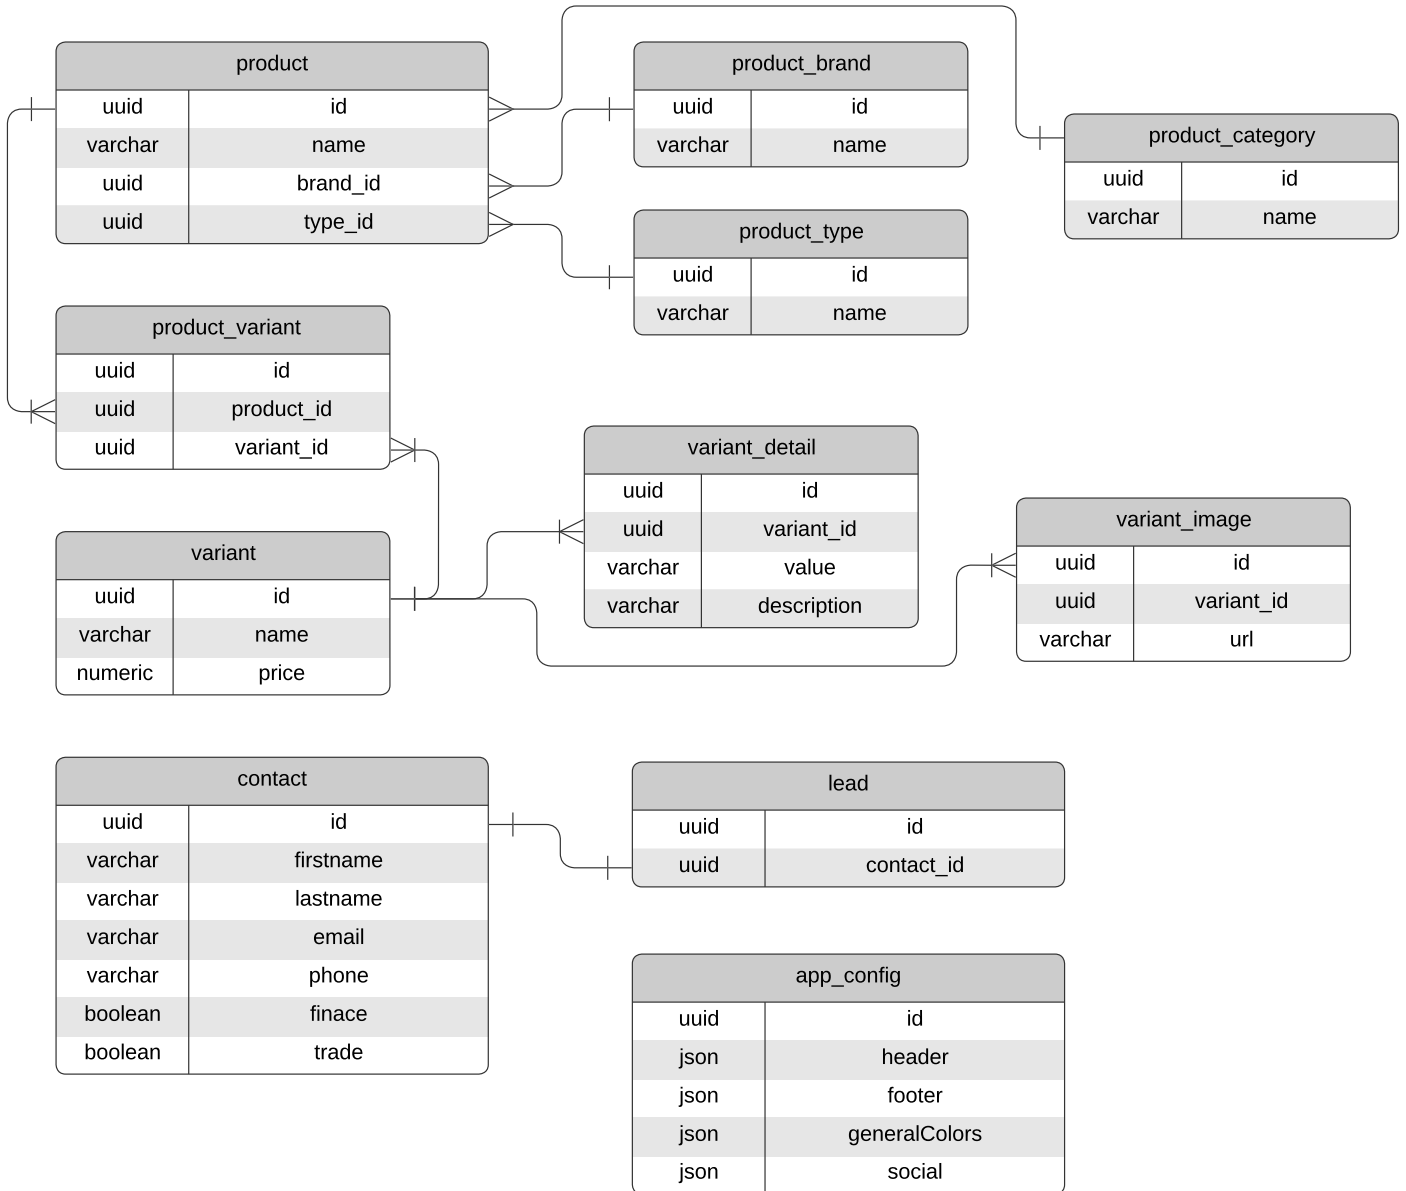 product
uuid id
varchar name
uuid brand_id
uuid type_id
product_brand
uuid id
varchar name
product_category
uuid id
varchar name
product_type
uuid id
varchar name
product_variant
uuid id
uuid product_id
uuid variant_id
variant_detail
uuid id
uuid variant_id
varchar value
varchar description
variant_image
uuid id
uuid variant_id
varchar url
variant
uuid id
varchar name
numeric price
contact
uuid id
varchar firstname
varchar lastname
varchar email
varchar phone
boolean finace
boolean trade
lead
uuid id
uuid contact_id
app_config
uuid id
json header
json footer
json generalColors
json social